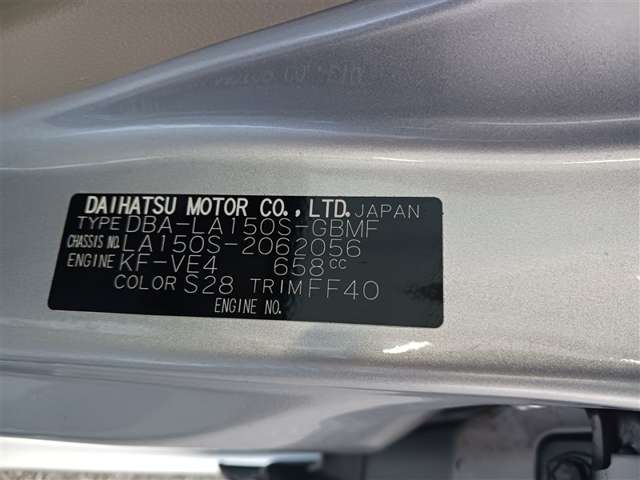 DAIHATSU MOTOR CO., LTD. JAPAN
TYPE DBA-LA150S-GBMF
CHASSIS NO. LA150S-2062056
ENGINE KF-VE4 658CC
COLOR S28 TRIM FF40
ENGINE NO.